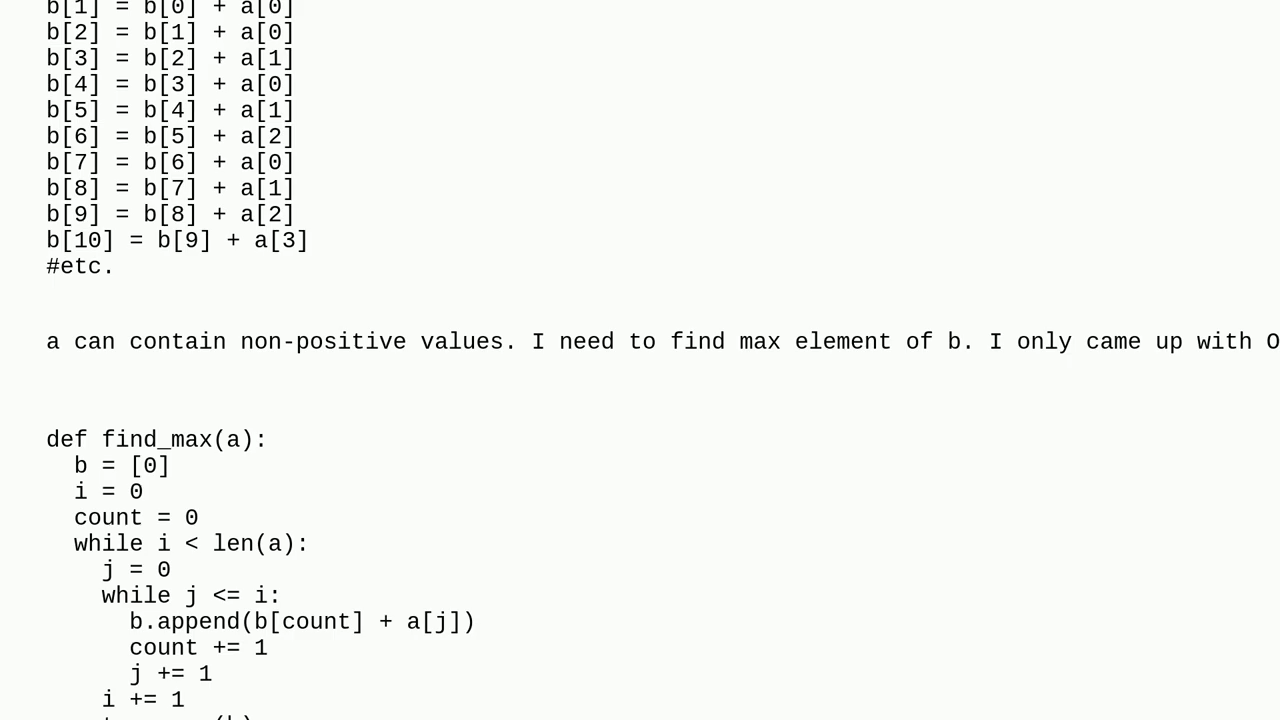 b[1] = b[0] + a[0]
b[2] = b[1] + a[0]
b[3] = b[2] + a[1]
b[4] = b[3] + a[0]
b[5] = b[4] + a[1]
b[6] = b[5] + a[2]
b[7] = b[6] + a[0]
b[8] = b[7] + a[1]
b[9] = b[8] + a[2]
b[10] = b[9] + a[3]
#etc.
a can contain non-positive values. I need to find max element of b. I only came up with O
def find_max(a):
  b = [0]
  i = 0
  count = 0
  while i < len(a):
    j = 0
    while j <= i:
      b.append(b[count] + a[j])
      count += 1
      j += 1
    i += 1